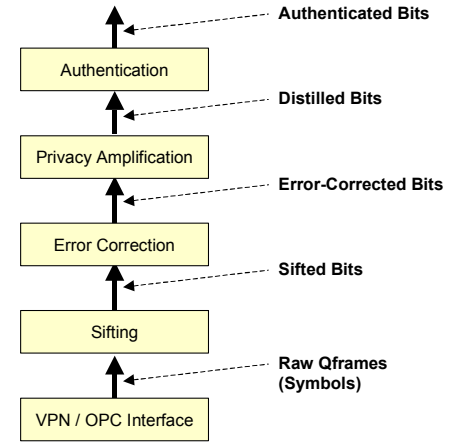 Authenticated Bits
Authentication
Distilled Bits
Privacy Amplification
Error-Corrected Bits
Error Correction
Sifted Bits
Sifting
Raw Qframes
(Symbols)
VPN / OPC Interface